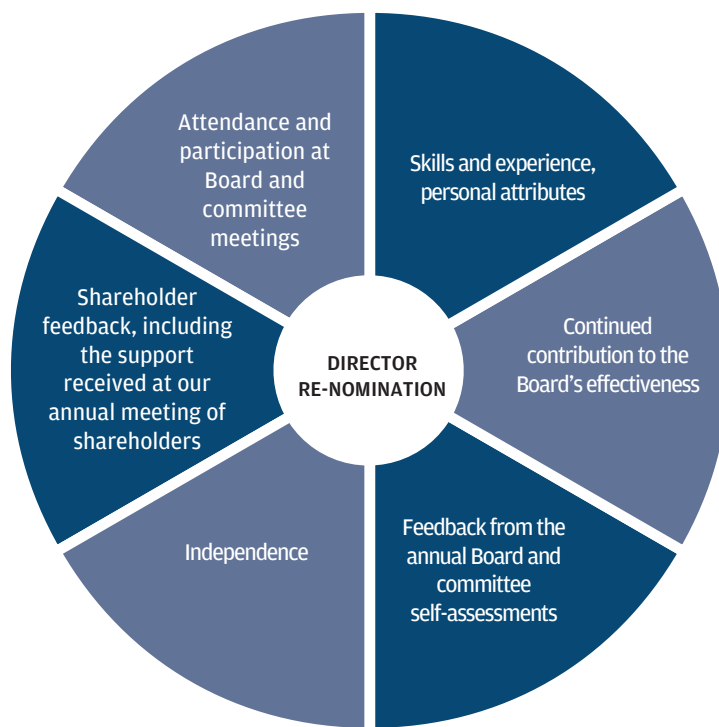 Attendance and
participation at
Board and
committee
meetings
Skills and experience,
personal attributes
Shareholder
feedback, including
the support
received at our
annual meeting of
shareholders
DIRECTOR
RE-NOMINATION
Continued
contribution to the
Board’s effectiveness
Independence
Feedback from the
annual Board and
committee
self-assessments